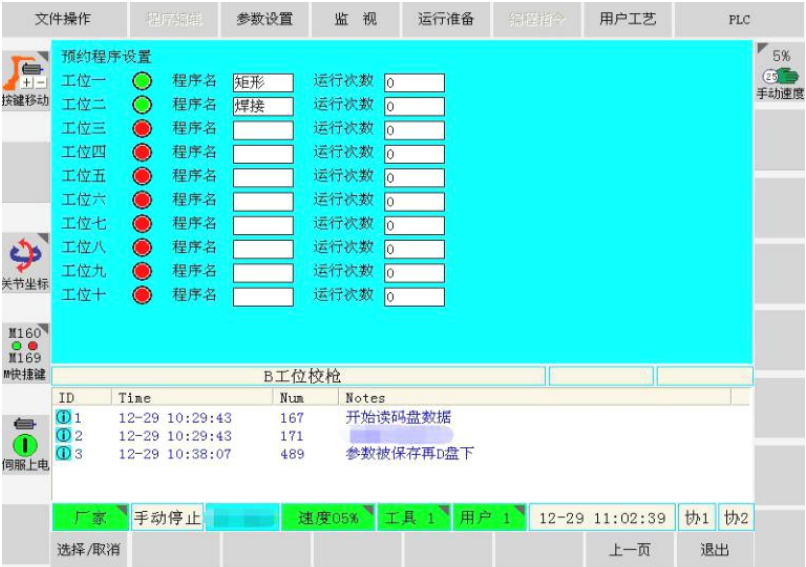 文件操作 程序编辑 参数设置 监 视 运行准备 编程指令 用户工艺 PLC
预约程序设置
工位一 程序名 矩形 运行次数 0
工位二 程序名 焊接 运行次数 0
工位三 程序名 运行次数 0
工位四 程序名 运行次数 0
工位五 程序名 运行次数 0
工位六 程序名 运行次数 0
工位七 程序名 运行次数 0
工位八 程序名 运行次数 0
工位九 程序名 运行次数 0
工位十 程序名 运行次数 0
+ -
按键移动
关节坐标
M160
M169
M快捷键
伺服上电
5%
25
手动速度
B工位校枪
ID Time Num Notes
1 12-29 10:29:43 167 开始读码盘数据
2 12-29 10:29:43 171
3 12-29 10:38:07 489 参数被保存再D盘下
厂家 手动停止 速度05% 工具 1 用户 1 12-29 11:02:39 协1 协2
选择/取消 上一页 退出